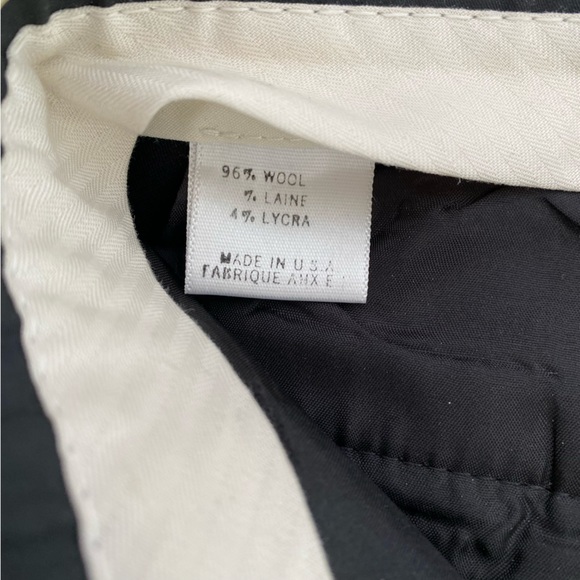 96% WOOL
% LAINE
4% LYCRA
MADE IN U.S.A
FABRIQUE AUX E